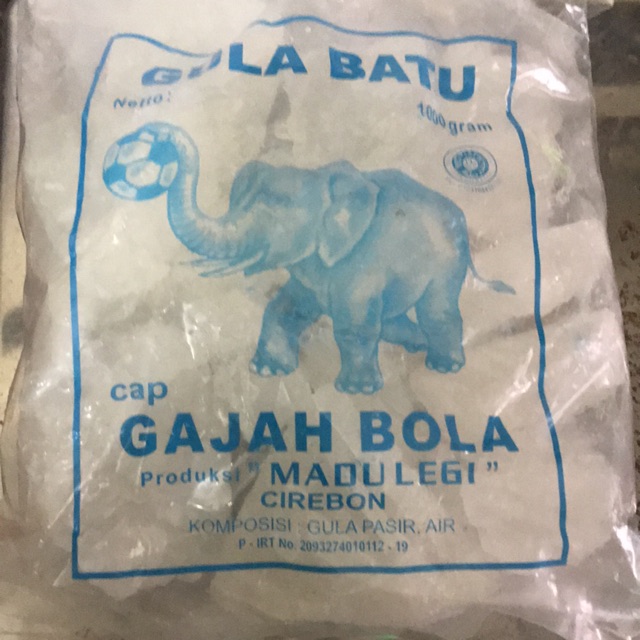 GULA BATU
Netto: 1000 gram
cap
GAJAH BOLA
Produksi " MADU LEGI "
CIREBON
KOMPOSISI : GULA PASIR, AIR
P - IRT No. 2093274010112 - 19